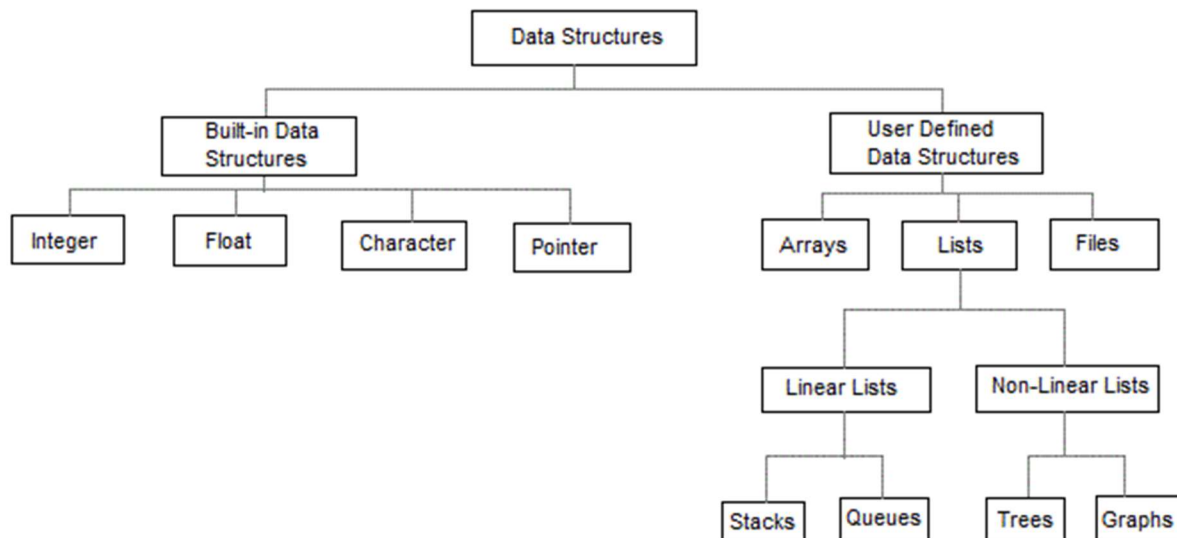 Data Structures
Built-in Data
Structures
User Defined
Data Structures
Integer
Float
Character
Pointer
Arrays
Lists
Files
Linear Lists
Non-Linear Lists
Stacks
Queues
Trees
Graphs